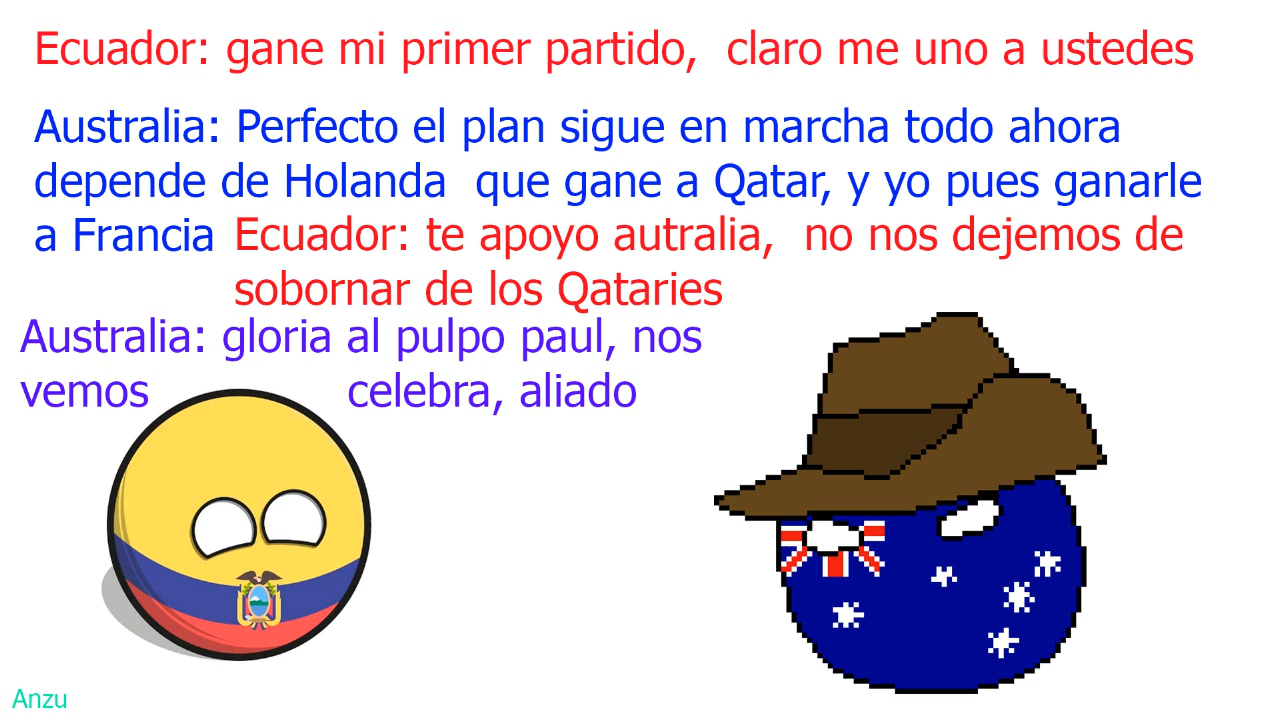 Ecuador: gane mi primer partido, claro me uno a ustedes
Australia: Perfecto el plan sigue en marcha todo ahora
depende de Holanda que gane a Qatar, y yo pues ganarle
a Francia
Ecuador: te apoyo autralia, no nos dejemos de
sobornar de los Qataries
Australia: gloria al pulpo paul, nos
vemos celebra, aliado
Anzu